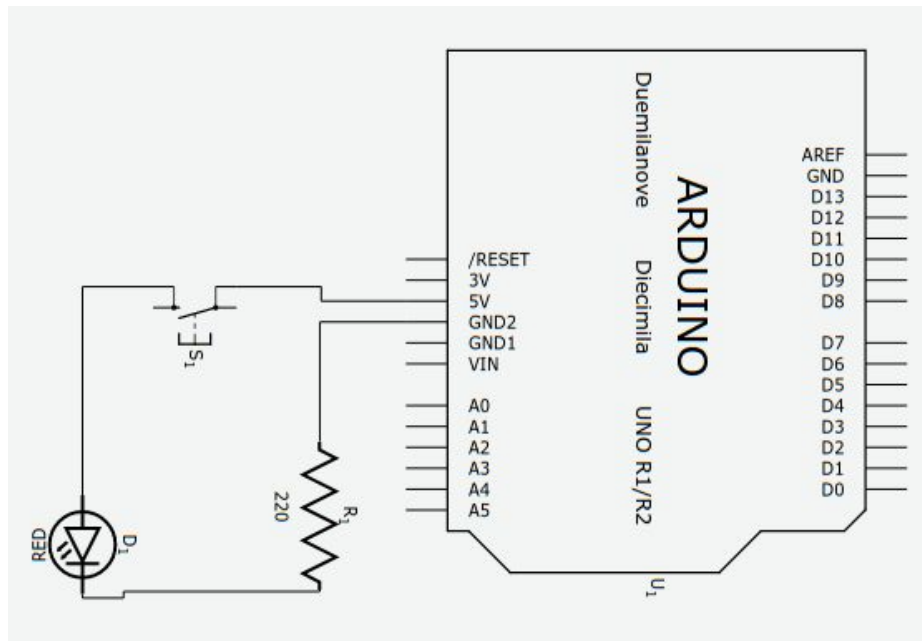 ARDUINO
Duemilanove Diecimila UNO R1/R2
AREF
GND
D13
D12
D11
D10
D9
D8
D7
D6
D5
D4
D3
D2
D1
D0
/RESET
3V
5V
GND2
GND1
VIN
A0
A1
A2
A3
A4
A5
S1
R1
220
D1
RED
U1